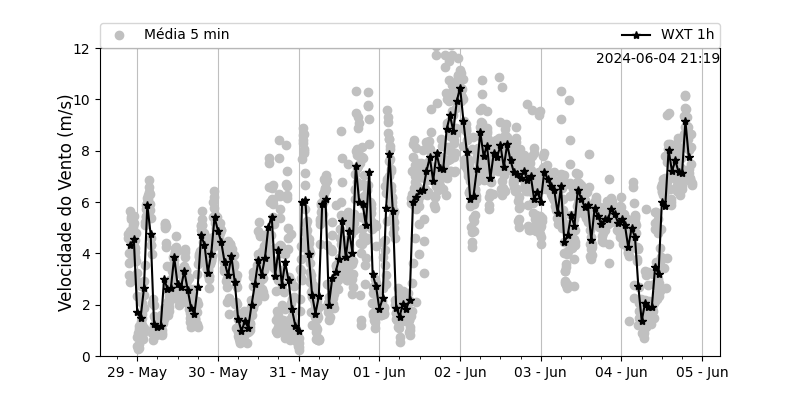 Média 5 min
WXT 1h
2024-06-04 21:19
Velocidade do Vento (m/s)
12
10
8
6
4
2
0
29 - May
30 - May
31 - May
01 - Jun
02 - Jun
03 - Jun
04 - Jun
05 - Jun